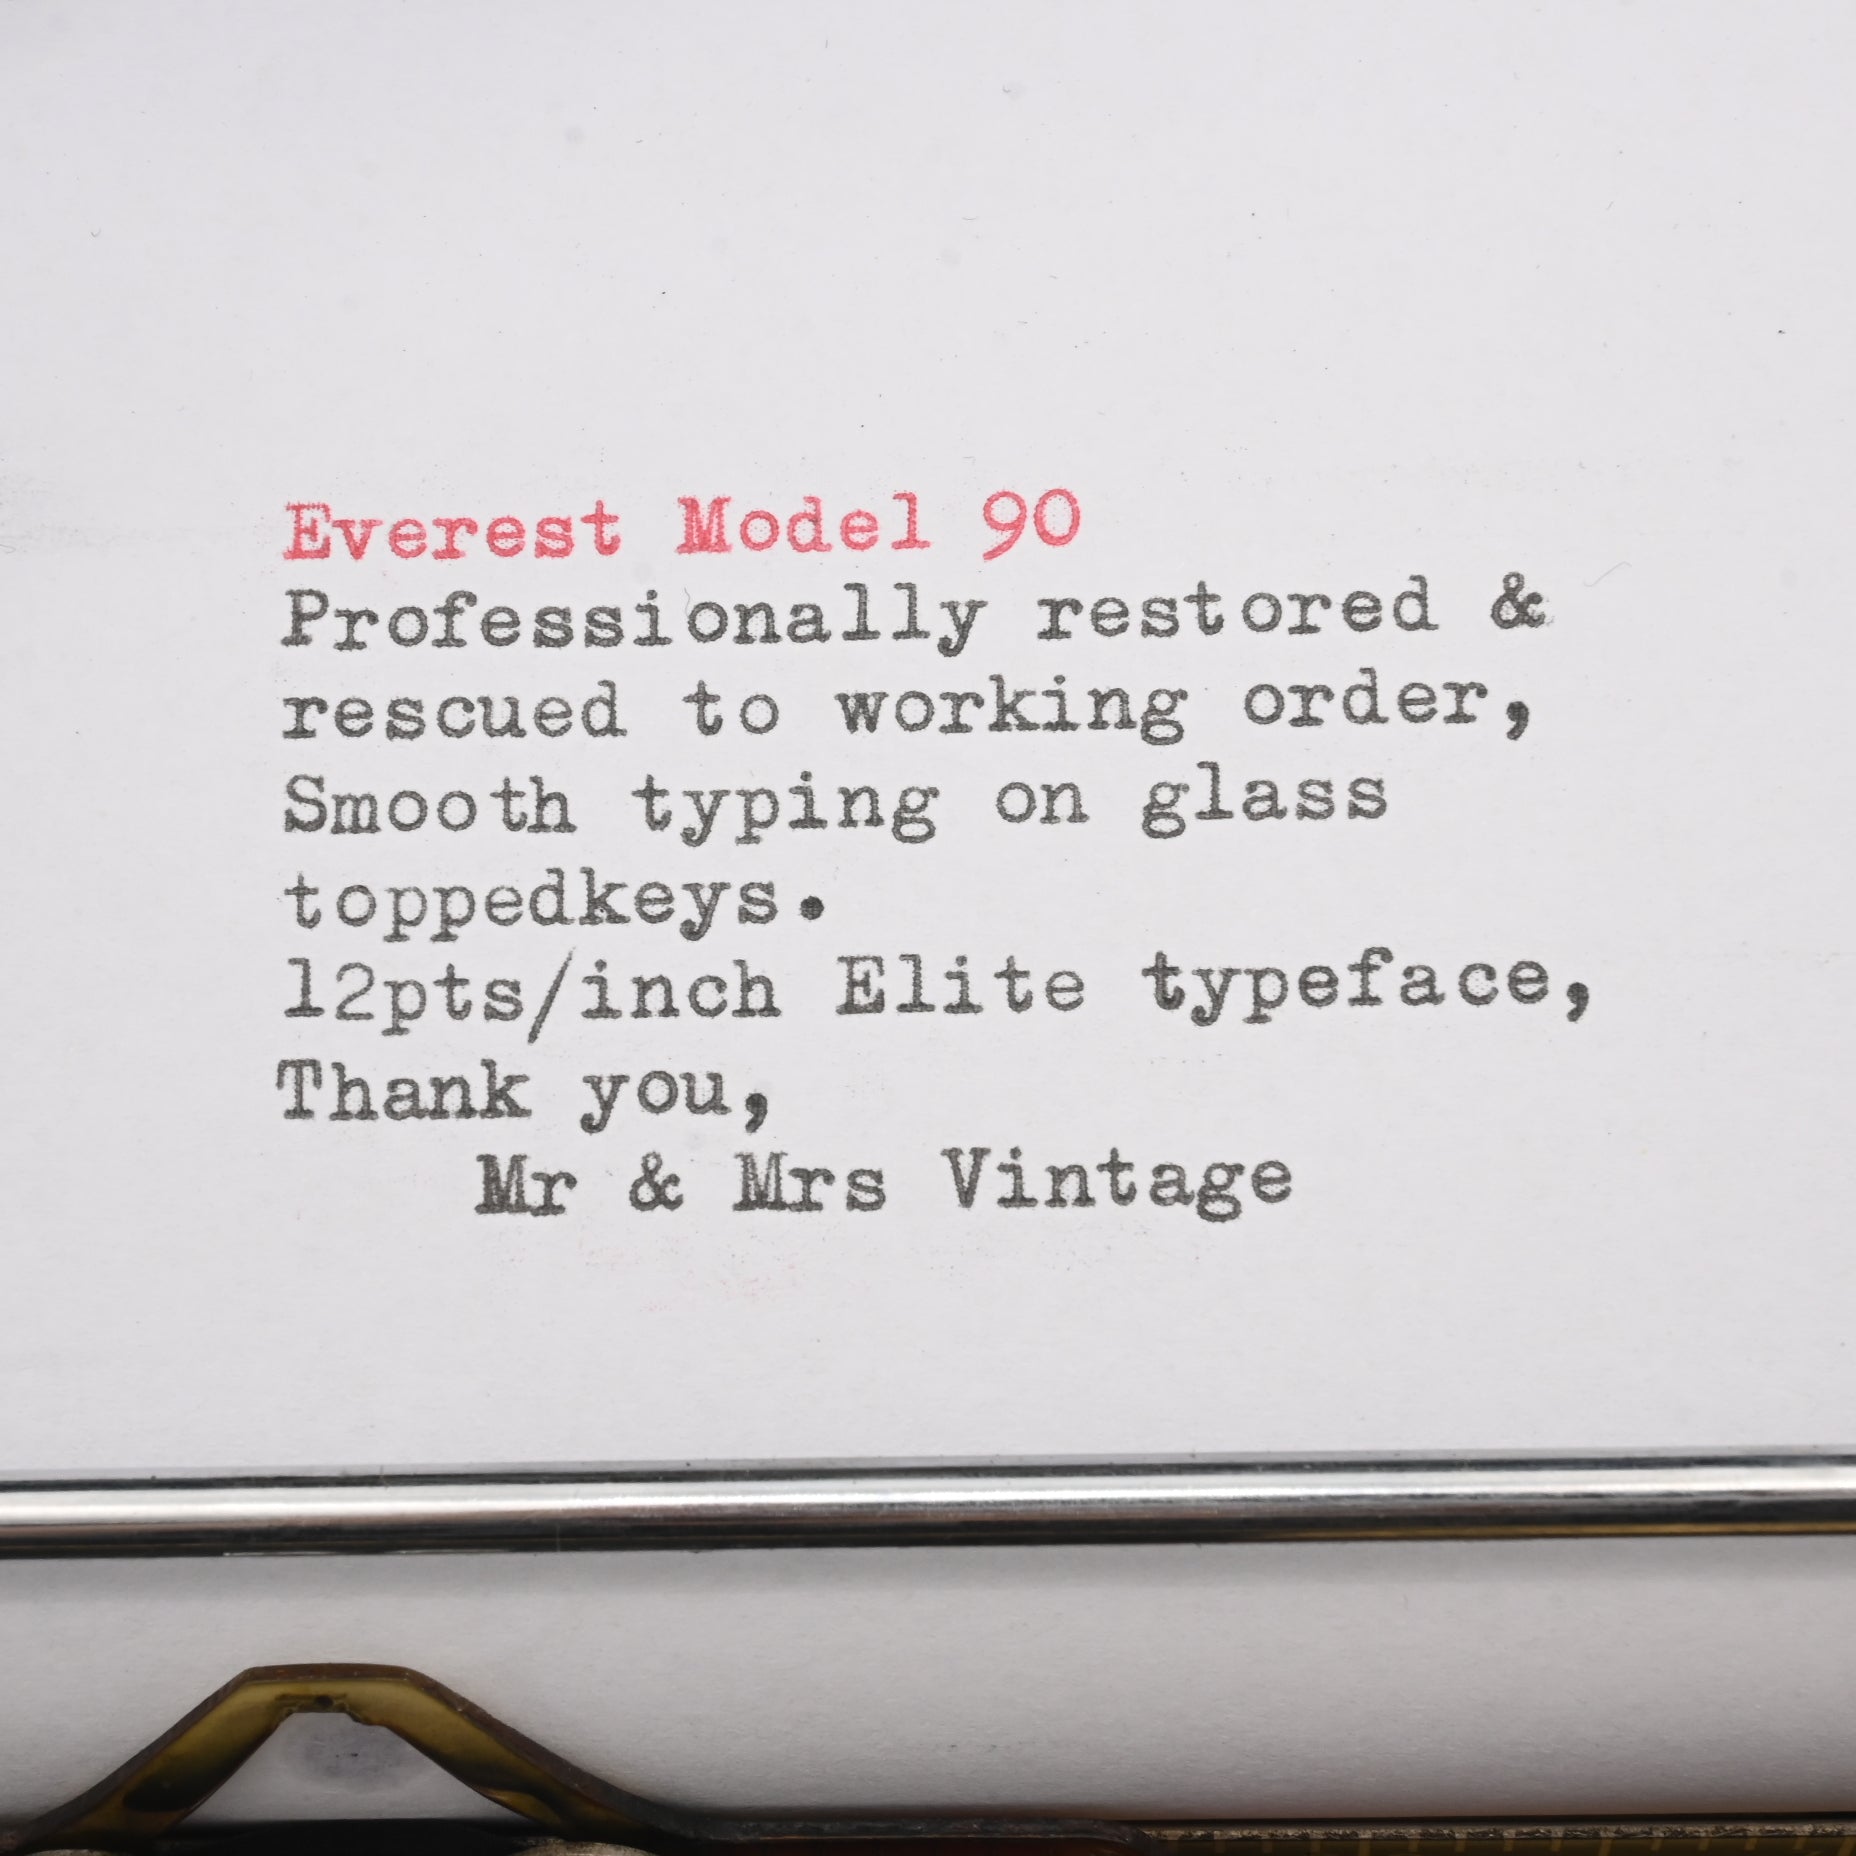 Everest Model 90
Professionally restored &
rescued to working order,
Smooth typing on glass
toppedkeys.
12pts/inch Elite typeface,
Thank you,
Mr & Mrs Vintage